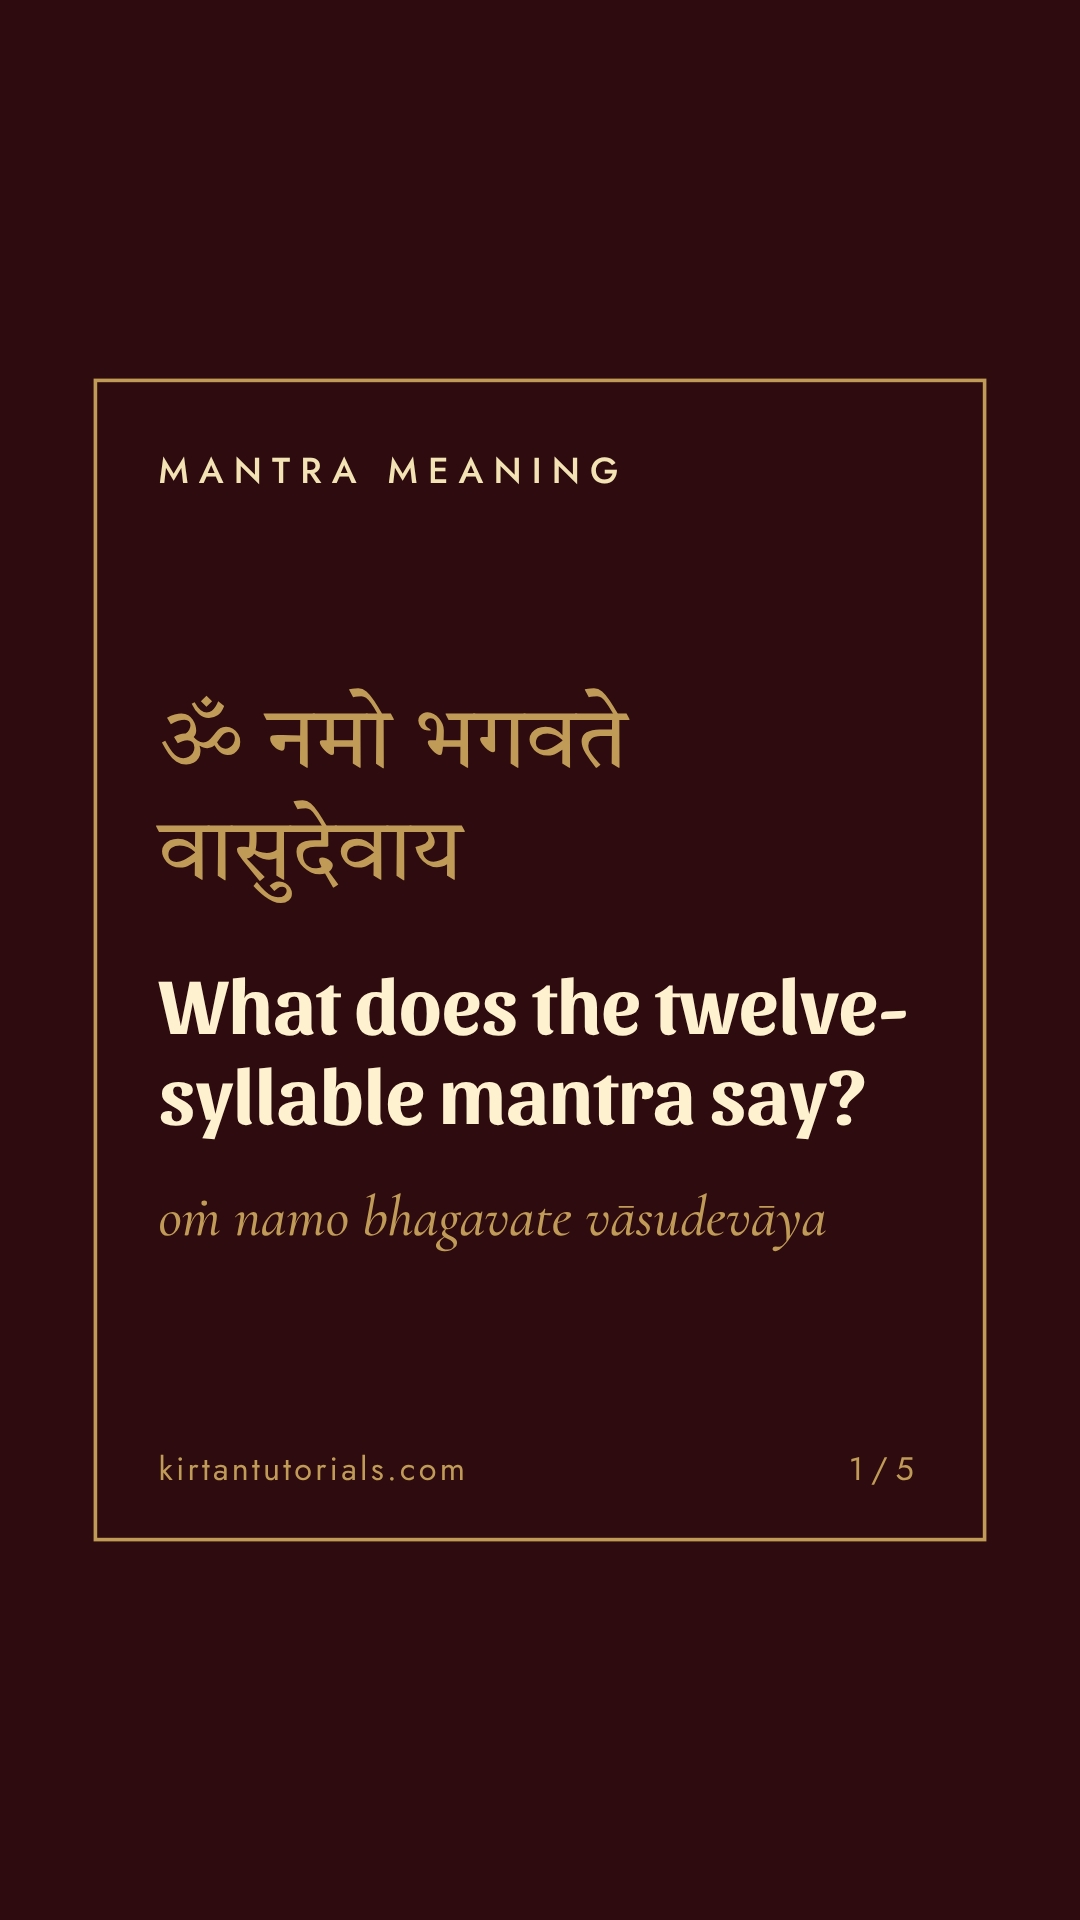 MANTRA MEANING
ॐ नमो भगवते
वासुदेवाय
What does the twelve-
syllable mantra say?
oṁ namo bhagavate vāsudevāya
kirtantutorials.com 1 / 5